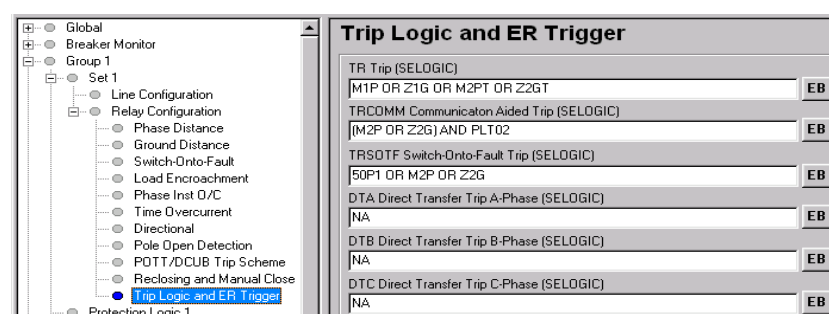 Global
Breaker Monitor
Group 1
Set 1
Line Configuration
Relay Configuration
Phase Distance
Ground Distance
Switch-Onto-Fault
Load Encroachment
Phase Inst O/C
Time Overcurrent
Directional
Pole Open Detection
POTT/DCUB Trip Scheme
Reclosing and Manual Close
Trip Logic and ER Trigger
Protection Logic 1
Trip Logic and ER Trigger
TR Trip (SELOGIC)
M1P OR Z1G OR M2PT OR Z2GT
EB
TRCOMM Communicaton Aided Trip (SELOGIC)
(M2P OR Z2G) AND PLT02
EB
TRSOTF Switch-Onto-Fault Trip (SELOGIC)
50P1 OR M2P OR Z2G
EB
DTA Direct Transfer Trip A-Phase (SELOGIC)
NA
EB
DTB Direct Transfer Trip B-Phase (SELOGIC)
NA
EB
DTC Direct Transfer Trip C-Phase (SELOGIC)
NA
EB